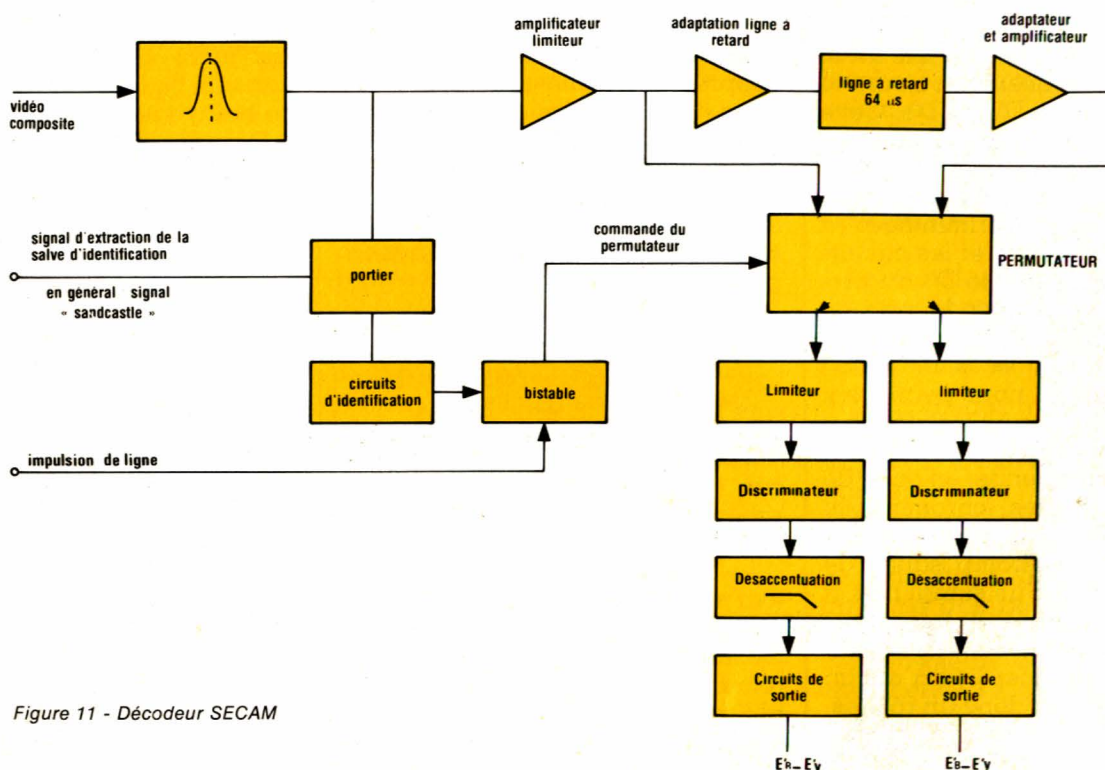 amplificateur
limiteur
adaptation ligne a
retard
adaptateur
et amplificateur
vidéo
composite
ligne à retard
64 µs
signal d'extraction de la
salve d'identification
en général signal
« sandcastle »
portier
commande du
permutateur
PERMUTATEUR
circuits
d'identification
bistable
impulsion de ligne
Limiteur
limiteur
Discriminateur
Discriminateur
Desaccentuation
Desaccentuation
Circuits de
sortie
Circuits de
sortie
Figure 11 - Décodeur SECAM
E'R – E'Y
E'B – E'Y